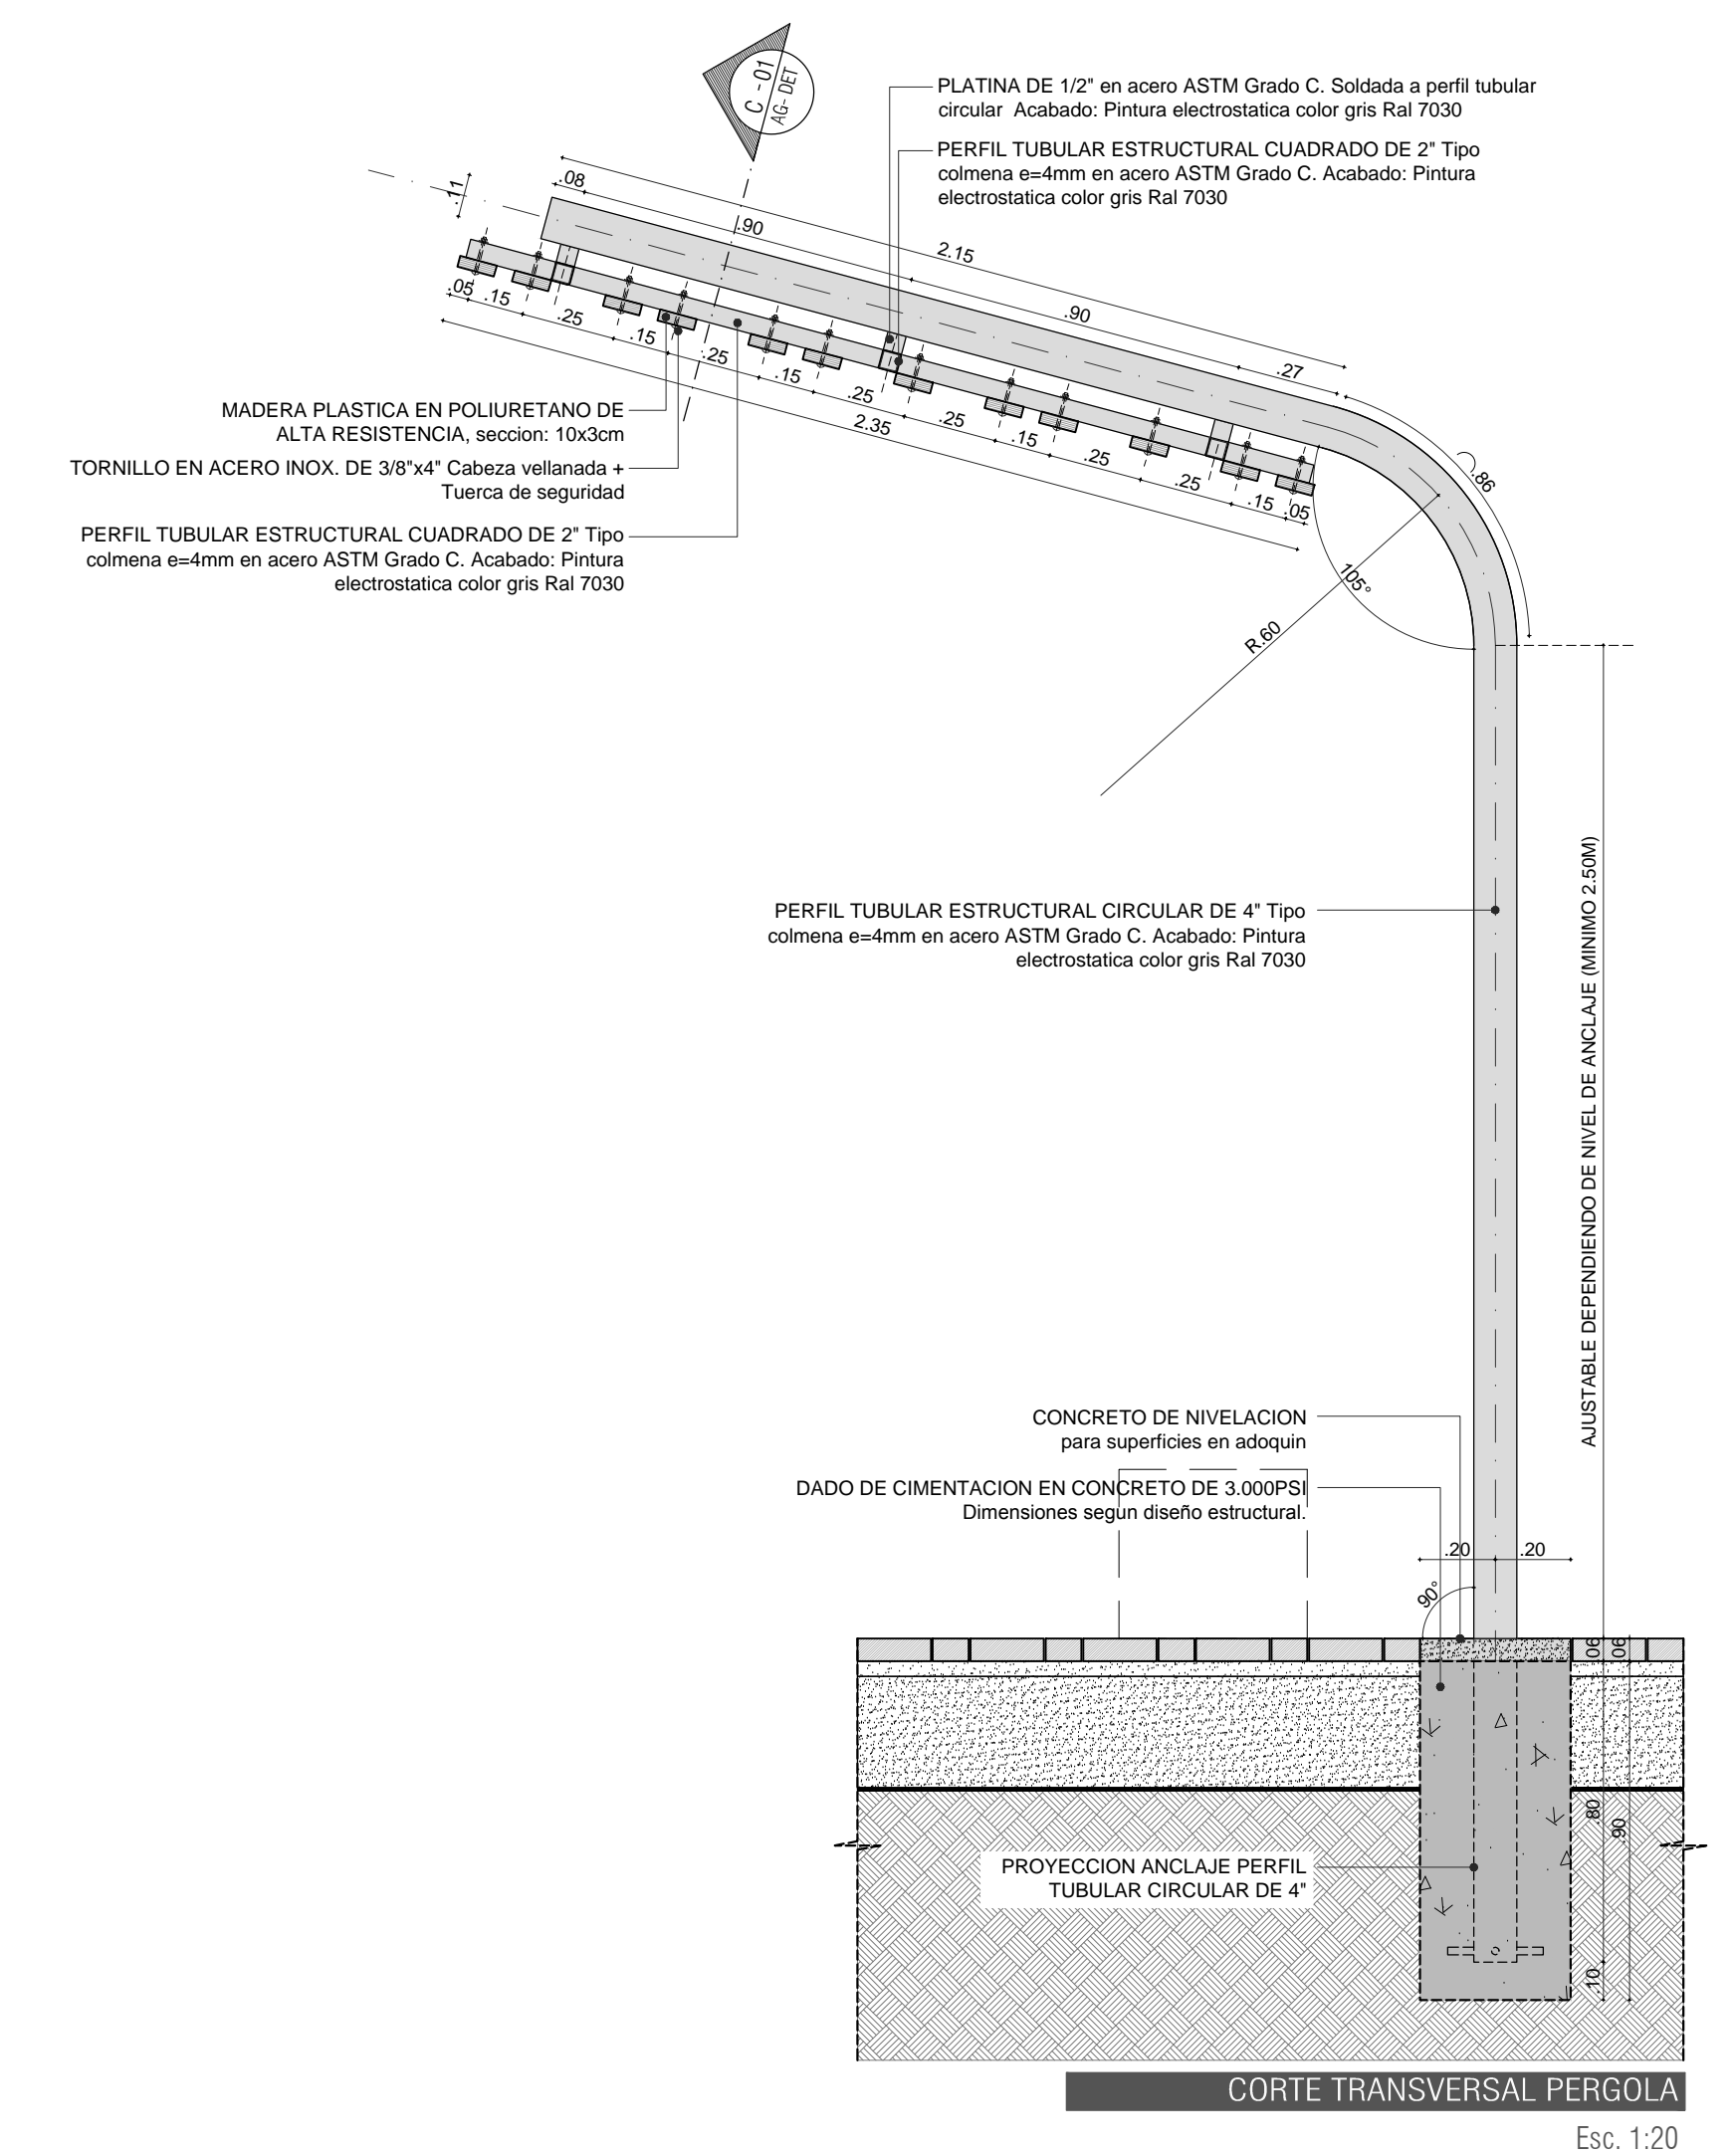 C -01
AG- DET
PLATINA DE 1/2" en acero ASTM Grado C. Soldada a perfil tubular
circular Acabado: Pintura electrostatica color gris Ral 7030
PERFIL TUBULAR ESTRUCTURAL CUADRADO DE 2" Tipo
colmena e=4mm en acero ASTM Grado C. Acabado: Pintura
electrostatica color gris Ral 7030
.11
.08
.90
2.15
.90
.27
.86
.05
.15
.25
.15
.25
.15
.25
.25
.15
.25
.25
.15
.05
2.35
MADERA PLASTICA EN POLIURETANO DE
ALTA RESISTENCIA, seccion: 10x3cm
TORNILLO EN ACERO INOX. DE 3/8"x4" Cabeza vellanada +
Tuerca de seguridad
PERFIL TUBULAR ESTRUCTURAL CUADRADO DE 2" Tipo
colmena e=4mm en acero ASTM Grado C. Acabado: Pintura
electrostatica color gris Ral 7030
105°
R.60
PERFIL TUBULAR ESTRUCTURAL CIRCULAR DE 4" Tipo
colmena e=4mm en acero ASTM Grado C. Acabado: Pintura
electrostatica color gris Ral 7030
AJUSTABLE DEPENDIENDO DE NIVEL DE ANCLAJE (MINIMO 2.50M)
CONCRETO DE NIVELACION
para superficies en adoquin
DADO DE CIMENTACION EN CONCRETO DE 3.000PSI
Dimensiones segun diseño estructural.
.20
.20
90°
.06
.06
.80
.90
PROYECCION ANCLAJE PERFIL
TUBULAR CIRCULAR DE 4"
.10
CORTE TRANSVERSAL PERGOLA
Esc. 1:20